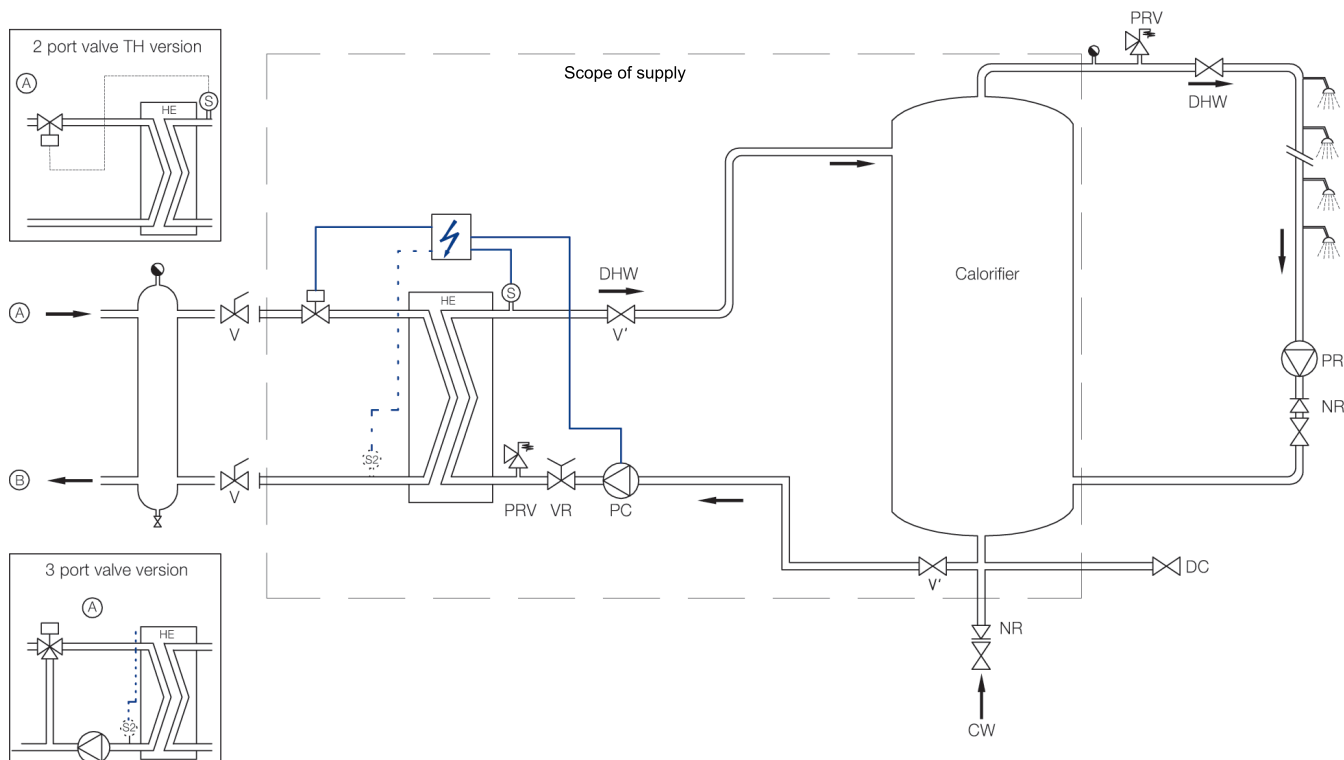 PRV
2 port valve TH version
Scope of supply
A
S
HE
DHW
Calorifier
DHW
HE
S
A
V
V'
PR
NR
S2
B
V
PRV
VR
PC
3 port valve version
V'
DC
A
HE
NR
S2
CW